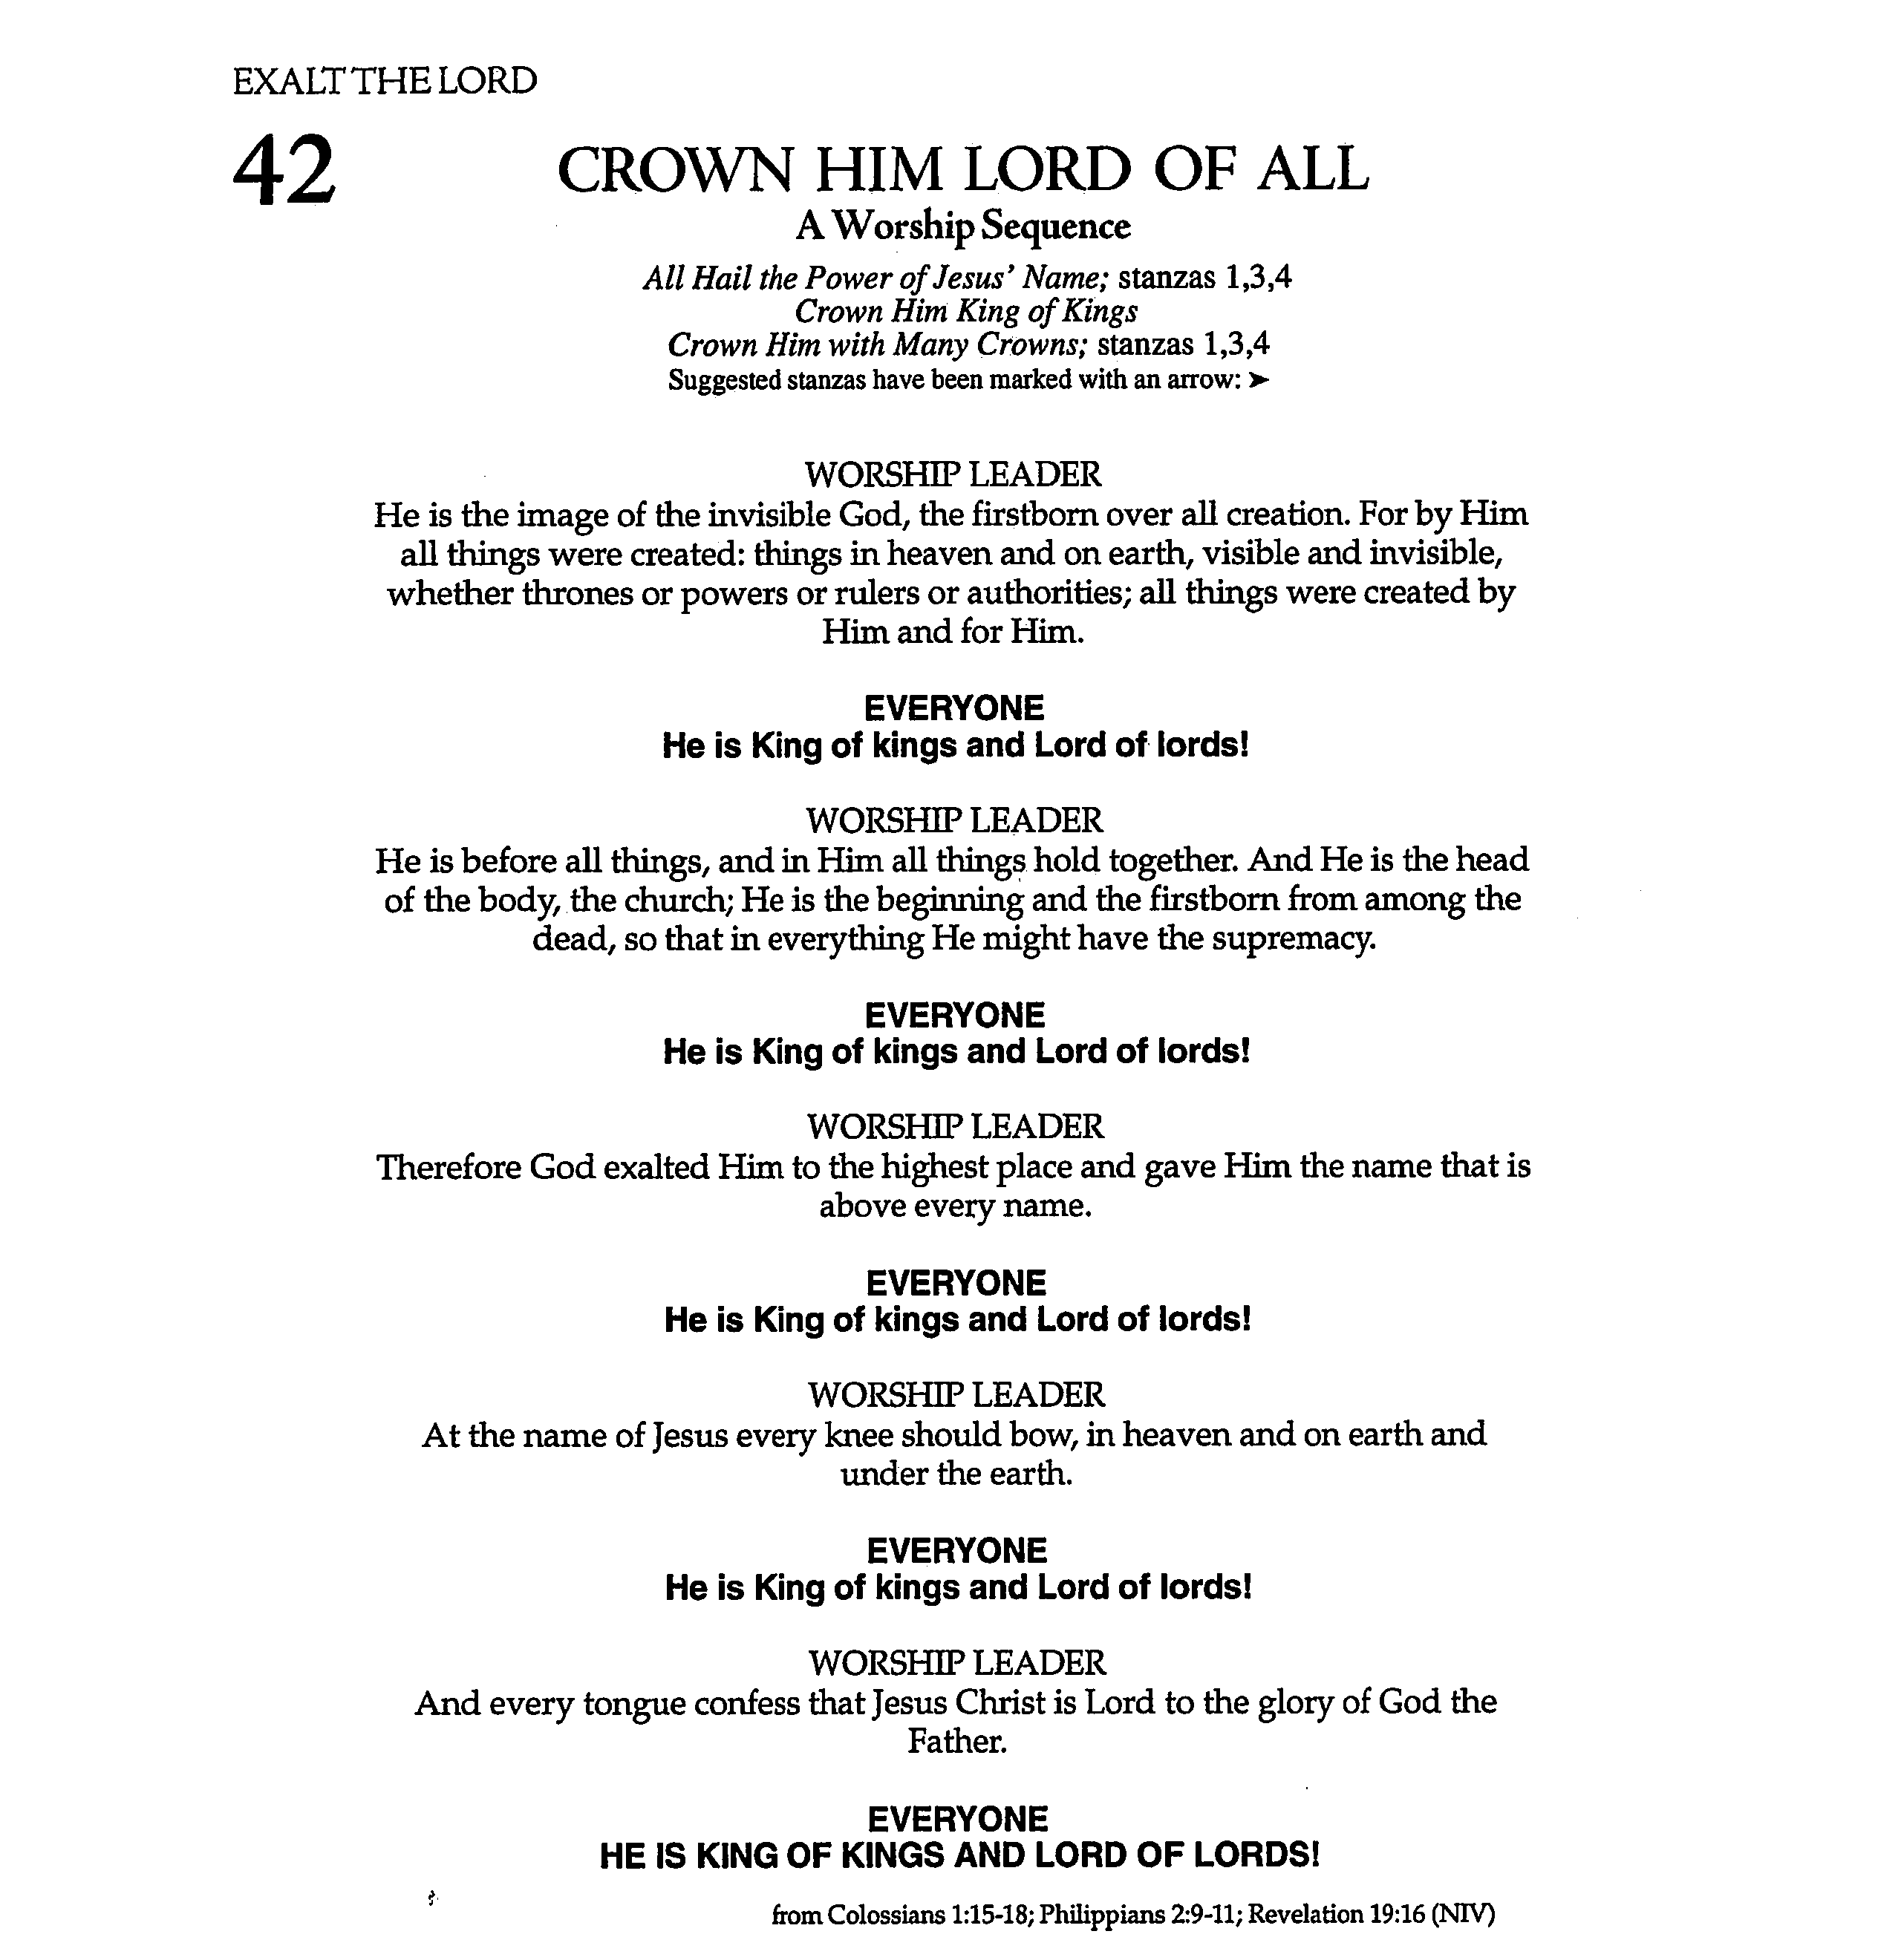 EXALT THE LORD
42
CROWN HIM LORD OF ALL
A Worship Sequence
All Hail the Power of Jesus' Name; stanzas 1,3,4
Crown Him King of Kings
Crown Him with Many Crowns; stanzas 1,3,4
Suggested stanzas have been marked with an arrow: ➤
WORSHIP LEADER
He is the image of the invisible God, the firstborn over all creation. For by Him
all things were created: things in heaven and on earth, visible and invisible,
whether thrones or powers or rulers or authorities; all things were created by
Him and for Him.
EVERYONE
He is King of kings and Lord of lords!
WORSHIP LEADER
He is before all things, and in Him all things hold together. And He is the head
of the body, the church; He is the beginning and the firstborn from among the
dead, so that in everything He might have the supremacy.
EVERYONE
He is King of kings and Lord of lords!
WORSHIP LEADER
Therefore God exalted Him to the highest place and gave Him the name that is
above every name.
EVERYONE
He is King of kings and Lord of lords!
WORSHIP LEADER
At the name of Jesus every knee should bow, in heaven and on earth and
under the earth.
EVERYONE
He is King of kings and Lord of lords!
WORSHIP LEADER
And every tongue confess that Jesus Christ is Lord to the glory of God the
Father.
EVERYONE
HE IS KING OF KINGS AND LORD OF LORDS!
from Colossians 1:15-18; Philippians 2:9-11; Revelation 19:16 (NIV)